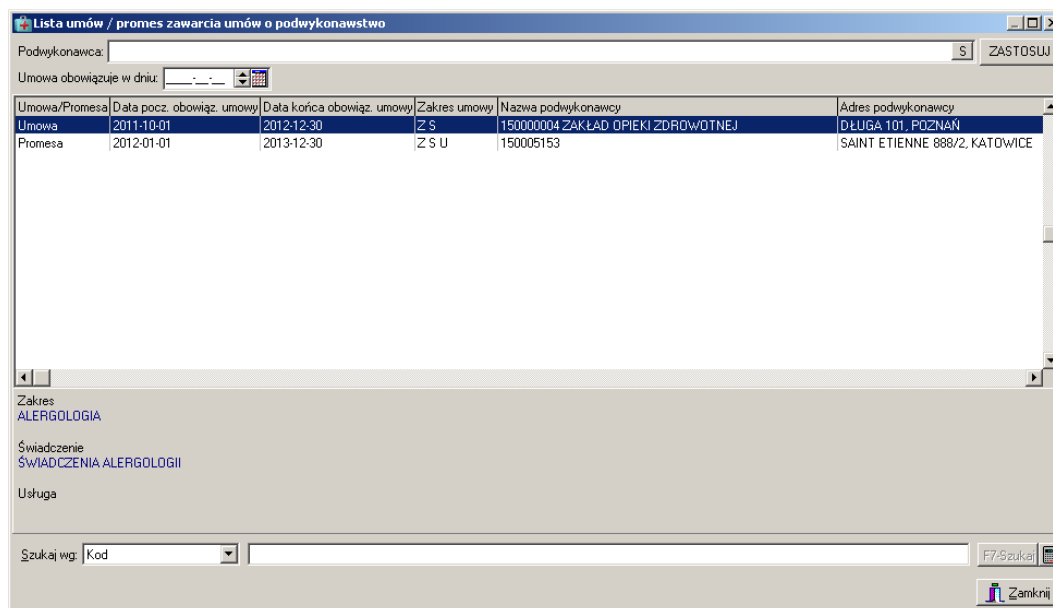 Lista umów / promes zawarcia umów o podwykonawstwo
Podwykonawca: S ZASTOSUJ
Umowa obowiązuje w dniu: ____-__-__
Umowa/Promesa Data pocz. obowiąz. umowy Data końca obowiąz. umowy Zakres umowy Nazwa podwykonawcy Adres podwykonawcy
Umowa 2011-10-01 2012-12-30 Z S 150000004 ZAKŁAD OPIEKI ZDROWOTNEJ DŁUGA 101, POZNAŃ
Promesa 2012-01-01 2013-12-30 Z S U 150005153 SAINT ETIENNE 888/2, KATOWICE
Zakres
ALERGOLOGIA
Świadczenie
ŚWIADCZENIA ALERGOLOGII
Usługa
Szukaj wg: Kod F7-Szukaj
Zamknij